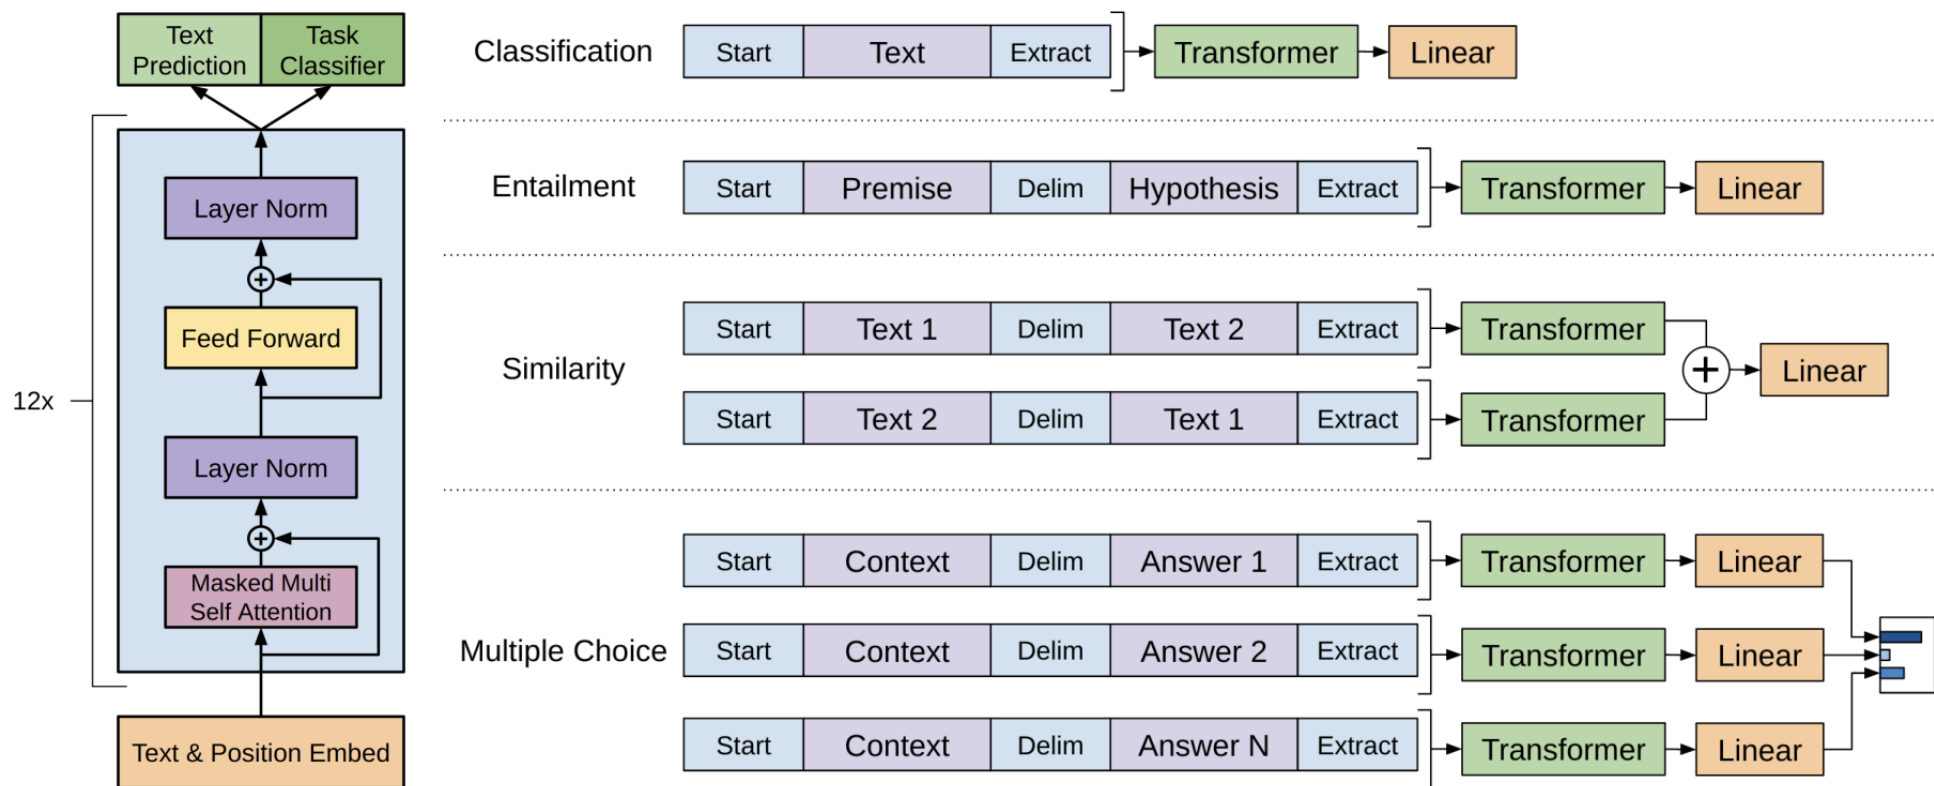 Text
Prediction
Task
Classifier
12x
Layer Norm
Feed Forward
Layer Norm
Masked Multi
Self Attention
Text & Position Embed
Classification
Start Text Extract Transformer Linear
Entailment
Start Premise Delim Hypothesis Extract Transformer Linear
Similarity
Start Text 1 Delim Text 2 Extract Transformer
+ Linear
Start Text 2 Delim Text 1 Extract Transformer
Multiple Choice
Start Context Delim Answer 1 Extract Transformer Linear
Start Context Delim Answer 2 Extract Transformer Linear
Start Context Delim Answer N Extract Transformer Linear